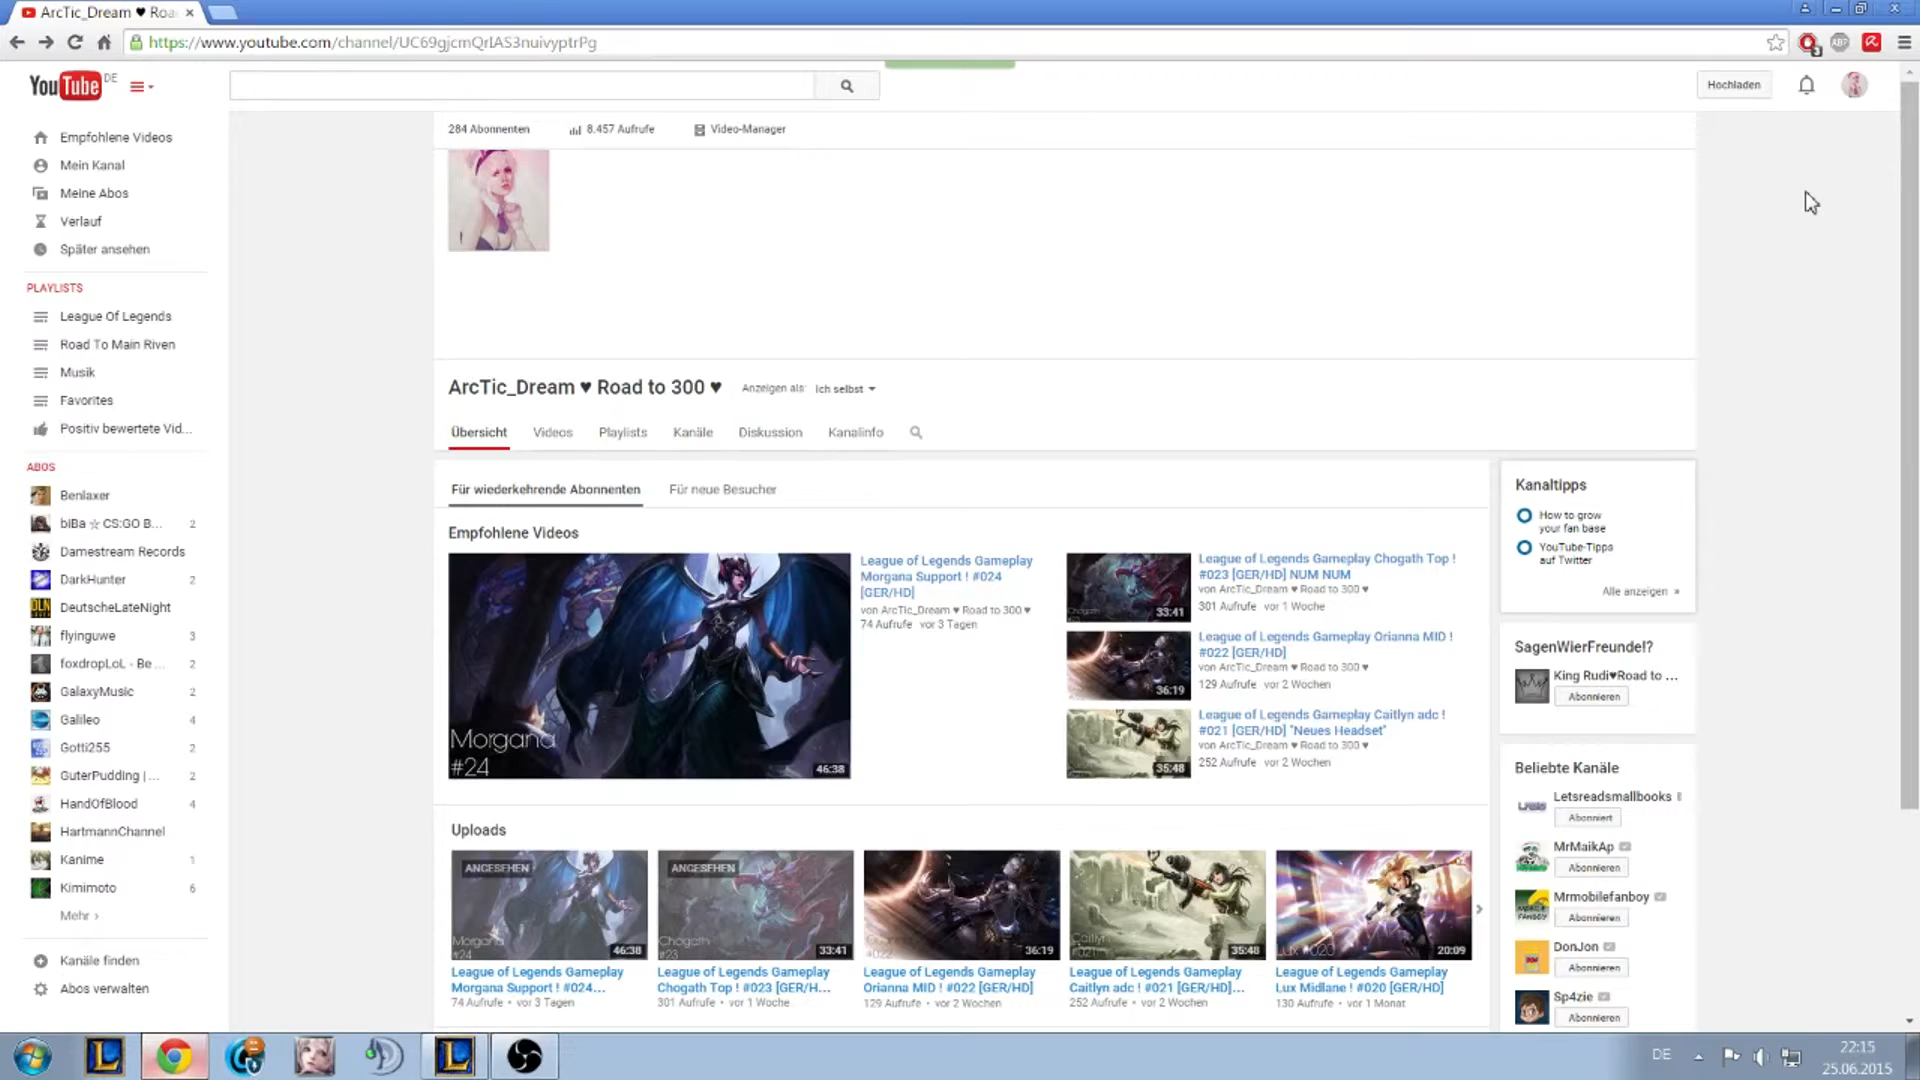 ArcTic_Dream ♥ Roa
https://www.youtube.com/channel/UC69gjcmQrIAS3nuivyptrPg
YouTube DE
Hochladen
284 Abonnenten
8.457 Aufrufe
Video-Manager
Empfohlene Videos
Mein Kanal
Meine Abos
Verlauf
Später ansehen
PLAYLISTS
League Of Legends
Road To Main Riven
Musik
Favorites
Positiv bewertete Vid...
ABOS
Benlaxer
biBa ☆ CS:GO B... 2
Damestream Records
DarkHunter 2
DeutscheLateNight
flyinguwe 3
foxdropLoL - Be ... 2
GalaxyMusic 2
Galileo 4
Gotti255 2
GuterPudding | ... 2
HandOfBlood 4
HartmannChannel
Kanime 1
Kimimoto 6
Mehr ›
Kanäle finden
Abos verwalten
ArcTic_Dream ♥ Road to 300 ♥
Anzeigen als: Ich selbst
Übersicht Videos Playlists Kanäle Diskussion Kanalinfo
Für wiederkehrende Abonnenten Für neue Besucher
Empfohlene Videos
Morgana
#24
46:38
League of Legends Gameplay
Morgana Support ! #024
[GER/HD]
von ArcTic_Dream ♥ Road to 300 ♥
74 Aufrufe vor 3 Tagen
33:41
League of Legends Gameplay Chogath Top !
#023 [GER/HD] NUM NUM
von ArcTic_Dream ♥ Road to 300 ♥
301 Aufrufe vor 1 Woche
36:19
League of Legends Gameplay Orianna MID !
#022 [GER/HD]
von ArcTic_Dream ♥ Road to 300 ♥
129 Aufrufe vor 2 Wochen
35:48
League of Legends Gameplay Caitlyn adc !
#021 [GER/HD] "Neues Headset"
von ArcTic_Dream ♥ Road to 300 ♥
252 Aufrufe vor 2 Wochen
Uploads
ANGESEHEN
Morgana
#24
46:38
League of Legends Gameplay
Morgana Support ! #024...
74 Aufrufe • vor 3 Tagen
ANGESEHEN
Chogath
#23
33:41
League of Legends Gameplay
Chogath Top ! #023 [GER/H...
301 Aufrufe • vor 1 Woche
#022
36:19
League of Legends Gameplay
Orianna MID ! #022 [GER/HD]
129 Aufrufe • vor 2 Wochen
Caitlyn
#021
35:48
League of Legends Gameplay
Caitlyn adc ! #021 [GER/HD]...
252 Aufrufe • vor 2 Wochen
Lux #020
20:09
League of Legends Gameplay
Lux Midlane ! #020 [GER/HD]
130 Aufrufe • vor 1 Monat
Kanaltipps
How to grow
your fan base
YouTube-Tipps
auf Twitter
Alle anzeigen »
SagenWierFreunde!?
King Rudi♥Road to ...
Abonnieren
Beliebte Kanäle
Letsreadsmallbooks
Abonniert
MrMaikAp
Abonnieren
Mrmobilefanboy
Abonnieren
DonJon
Abonnieren
Sp4zie
Abonnieren
DE
22:15
25.06.2015